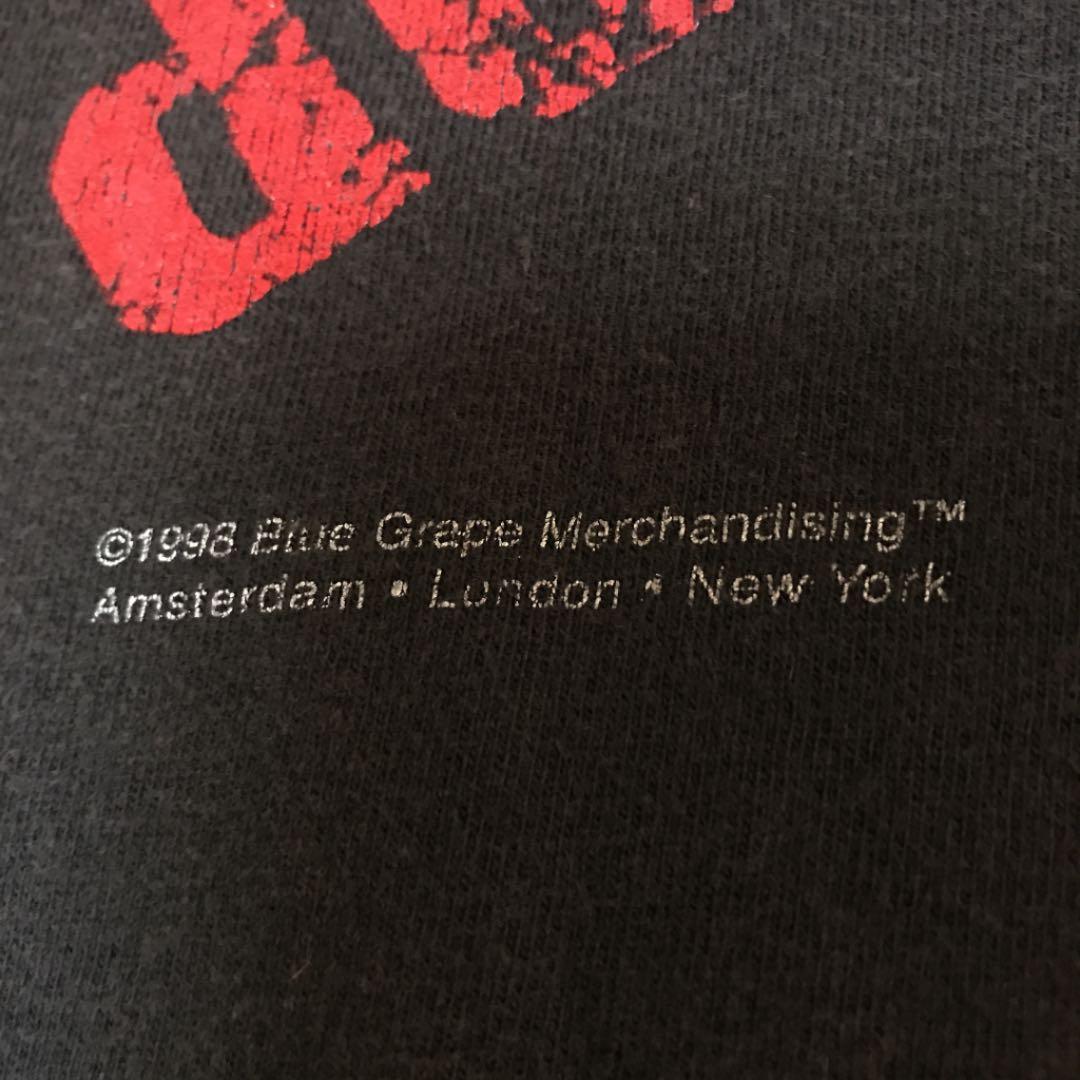 ©1998 Blue Grape Merchandising™
Amsterdam • London • New York